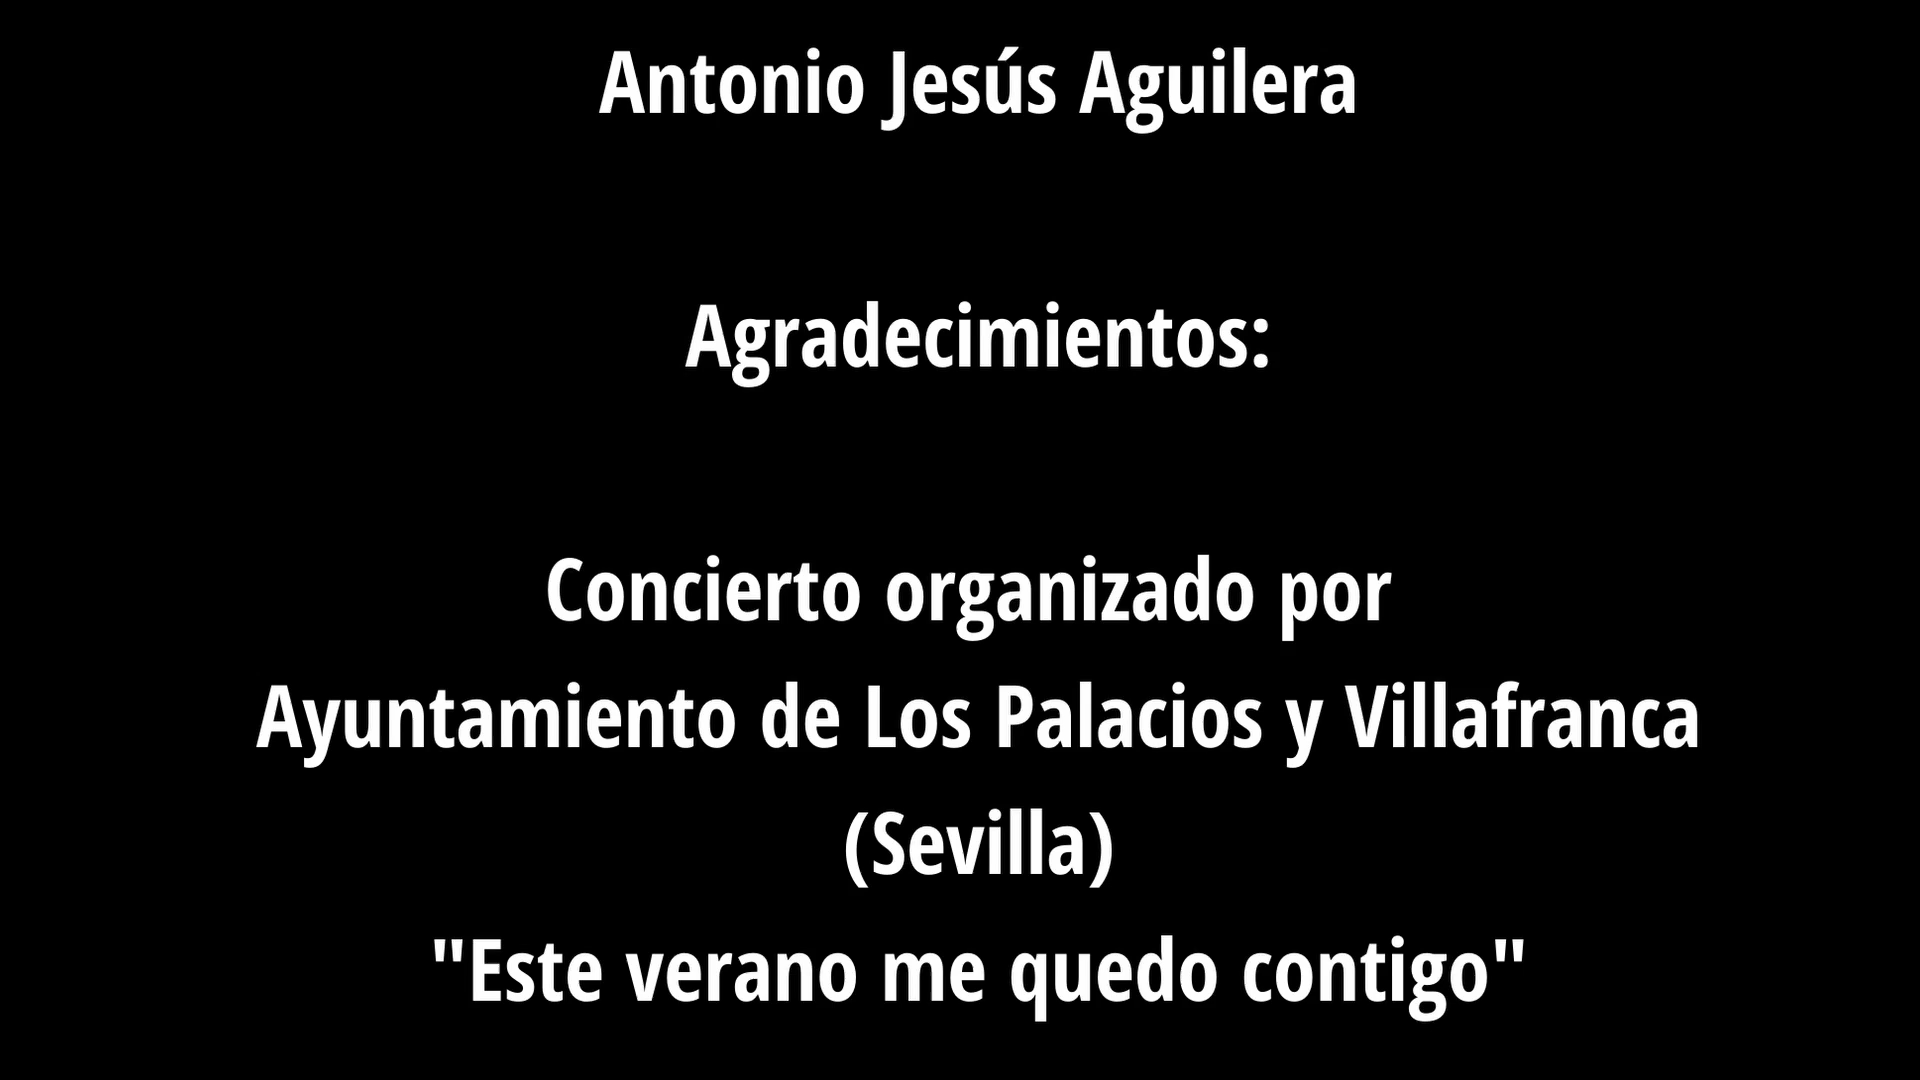 Antonio Jesús Aguilera
Agradecimientos:
Concierto organizado por
Ayuntamiento de Los Palacios y Villafranca
(Sevilla)
"Este verano me quedo contigo"